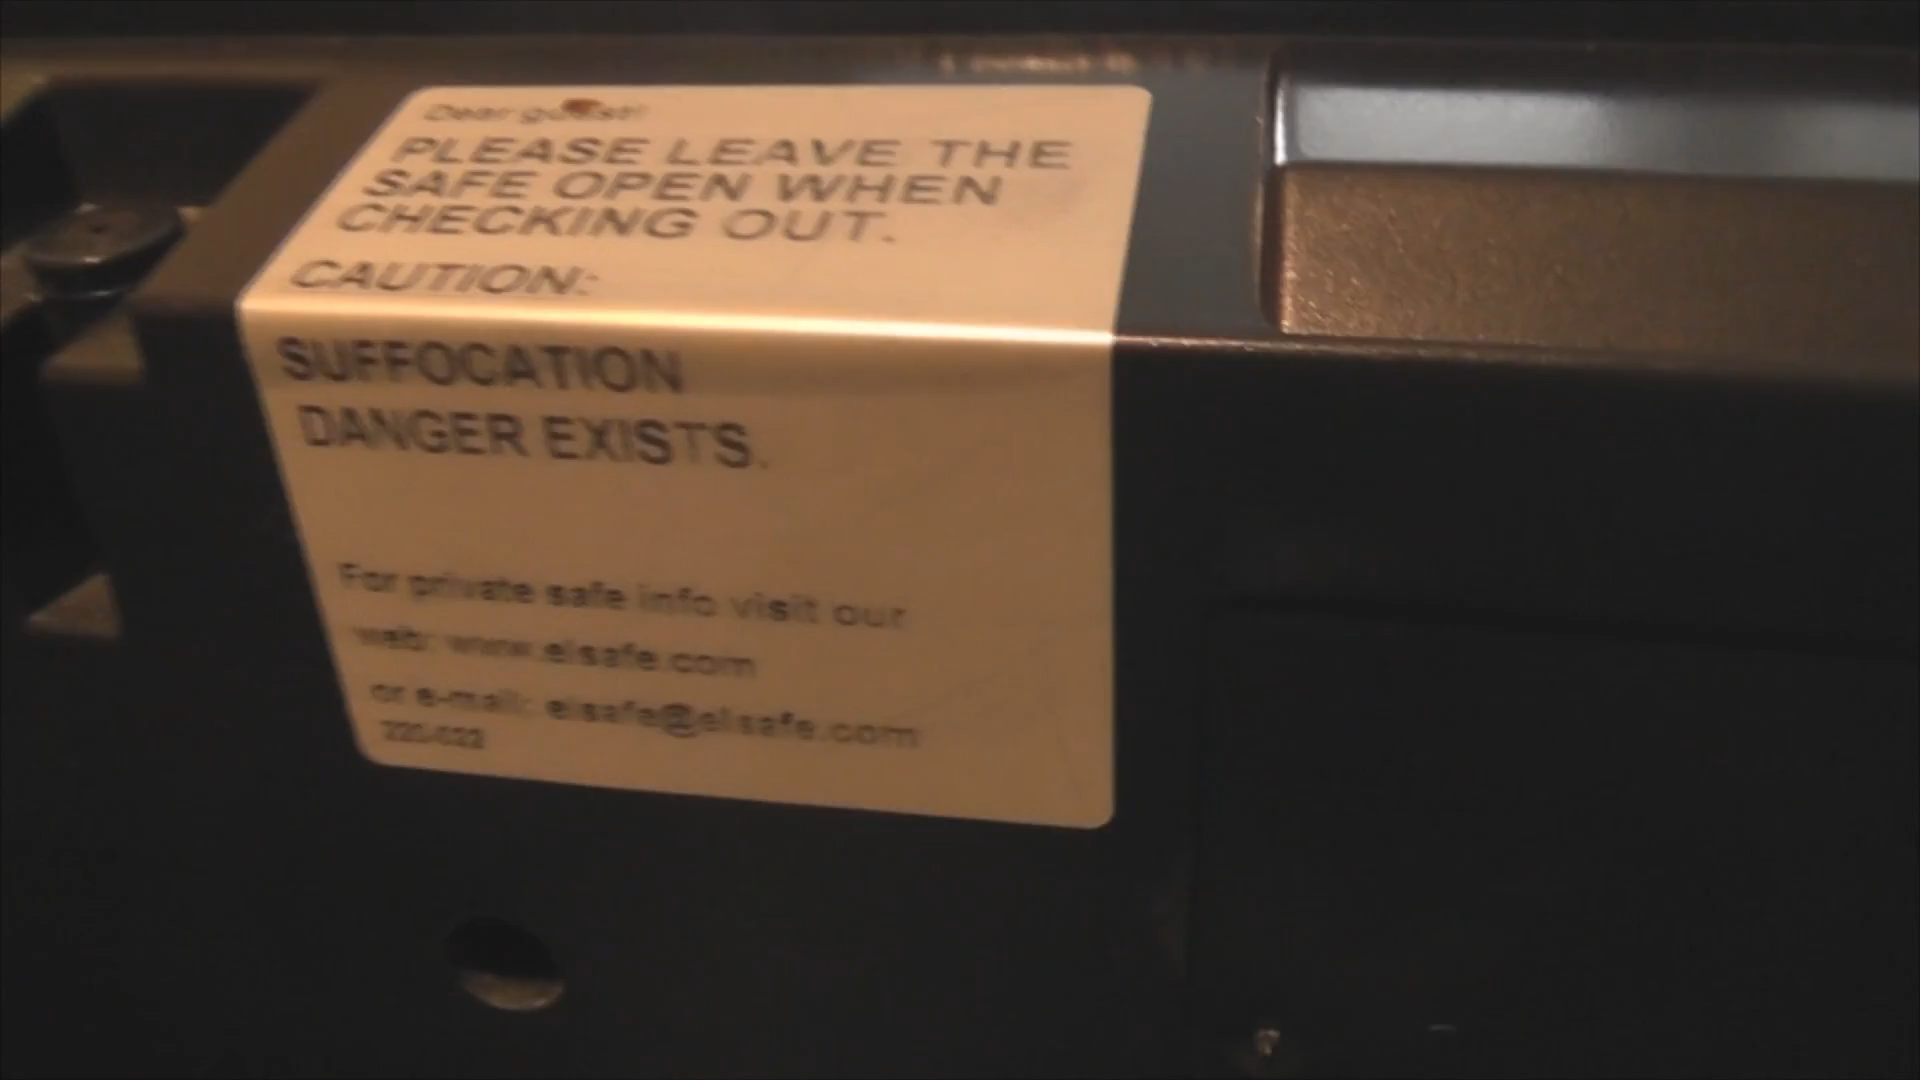 Dear guest!
PLEASE LEAVE THE
SAFE OPEN WHEN
CHECKING OUT.
CAUTION:
SUFFOCATION
DANGER EXISTS.
For private safe info visit our
web: www.elsafe.com
or e-mail: elsafe@elsafe.com